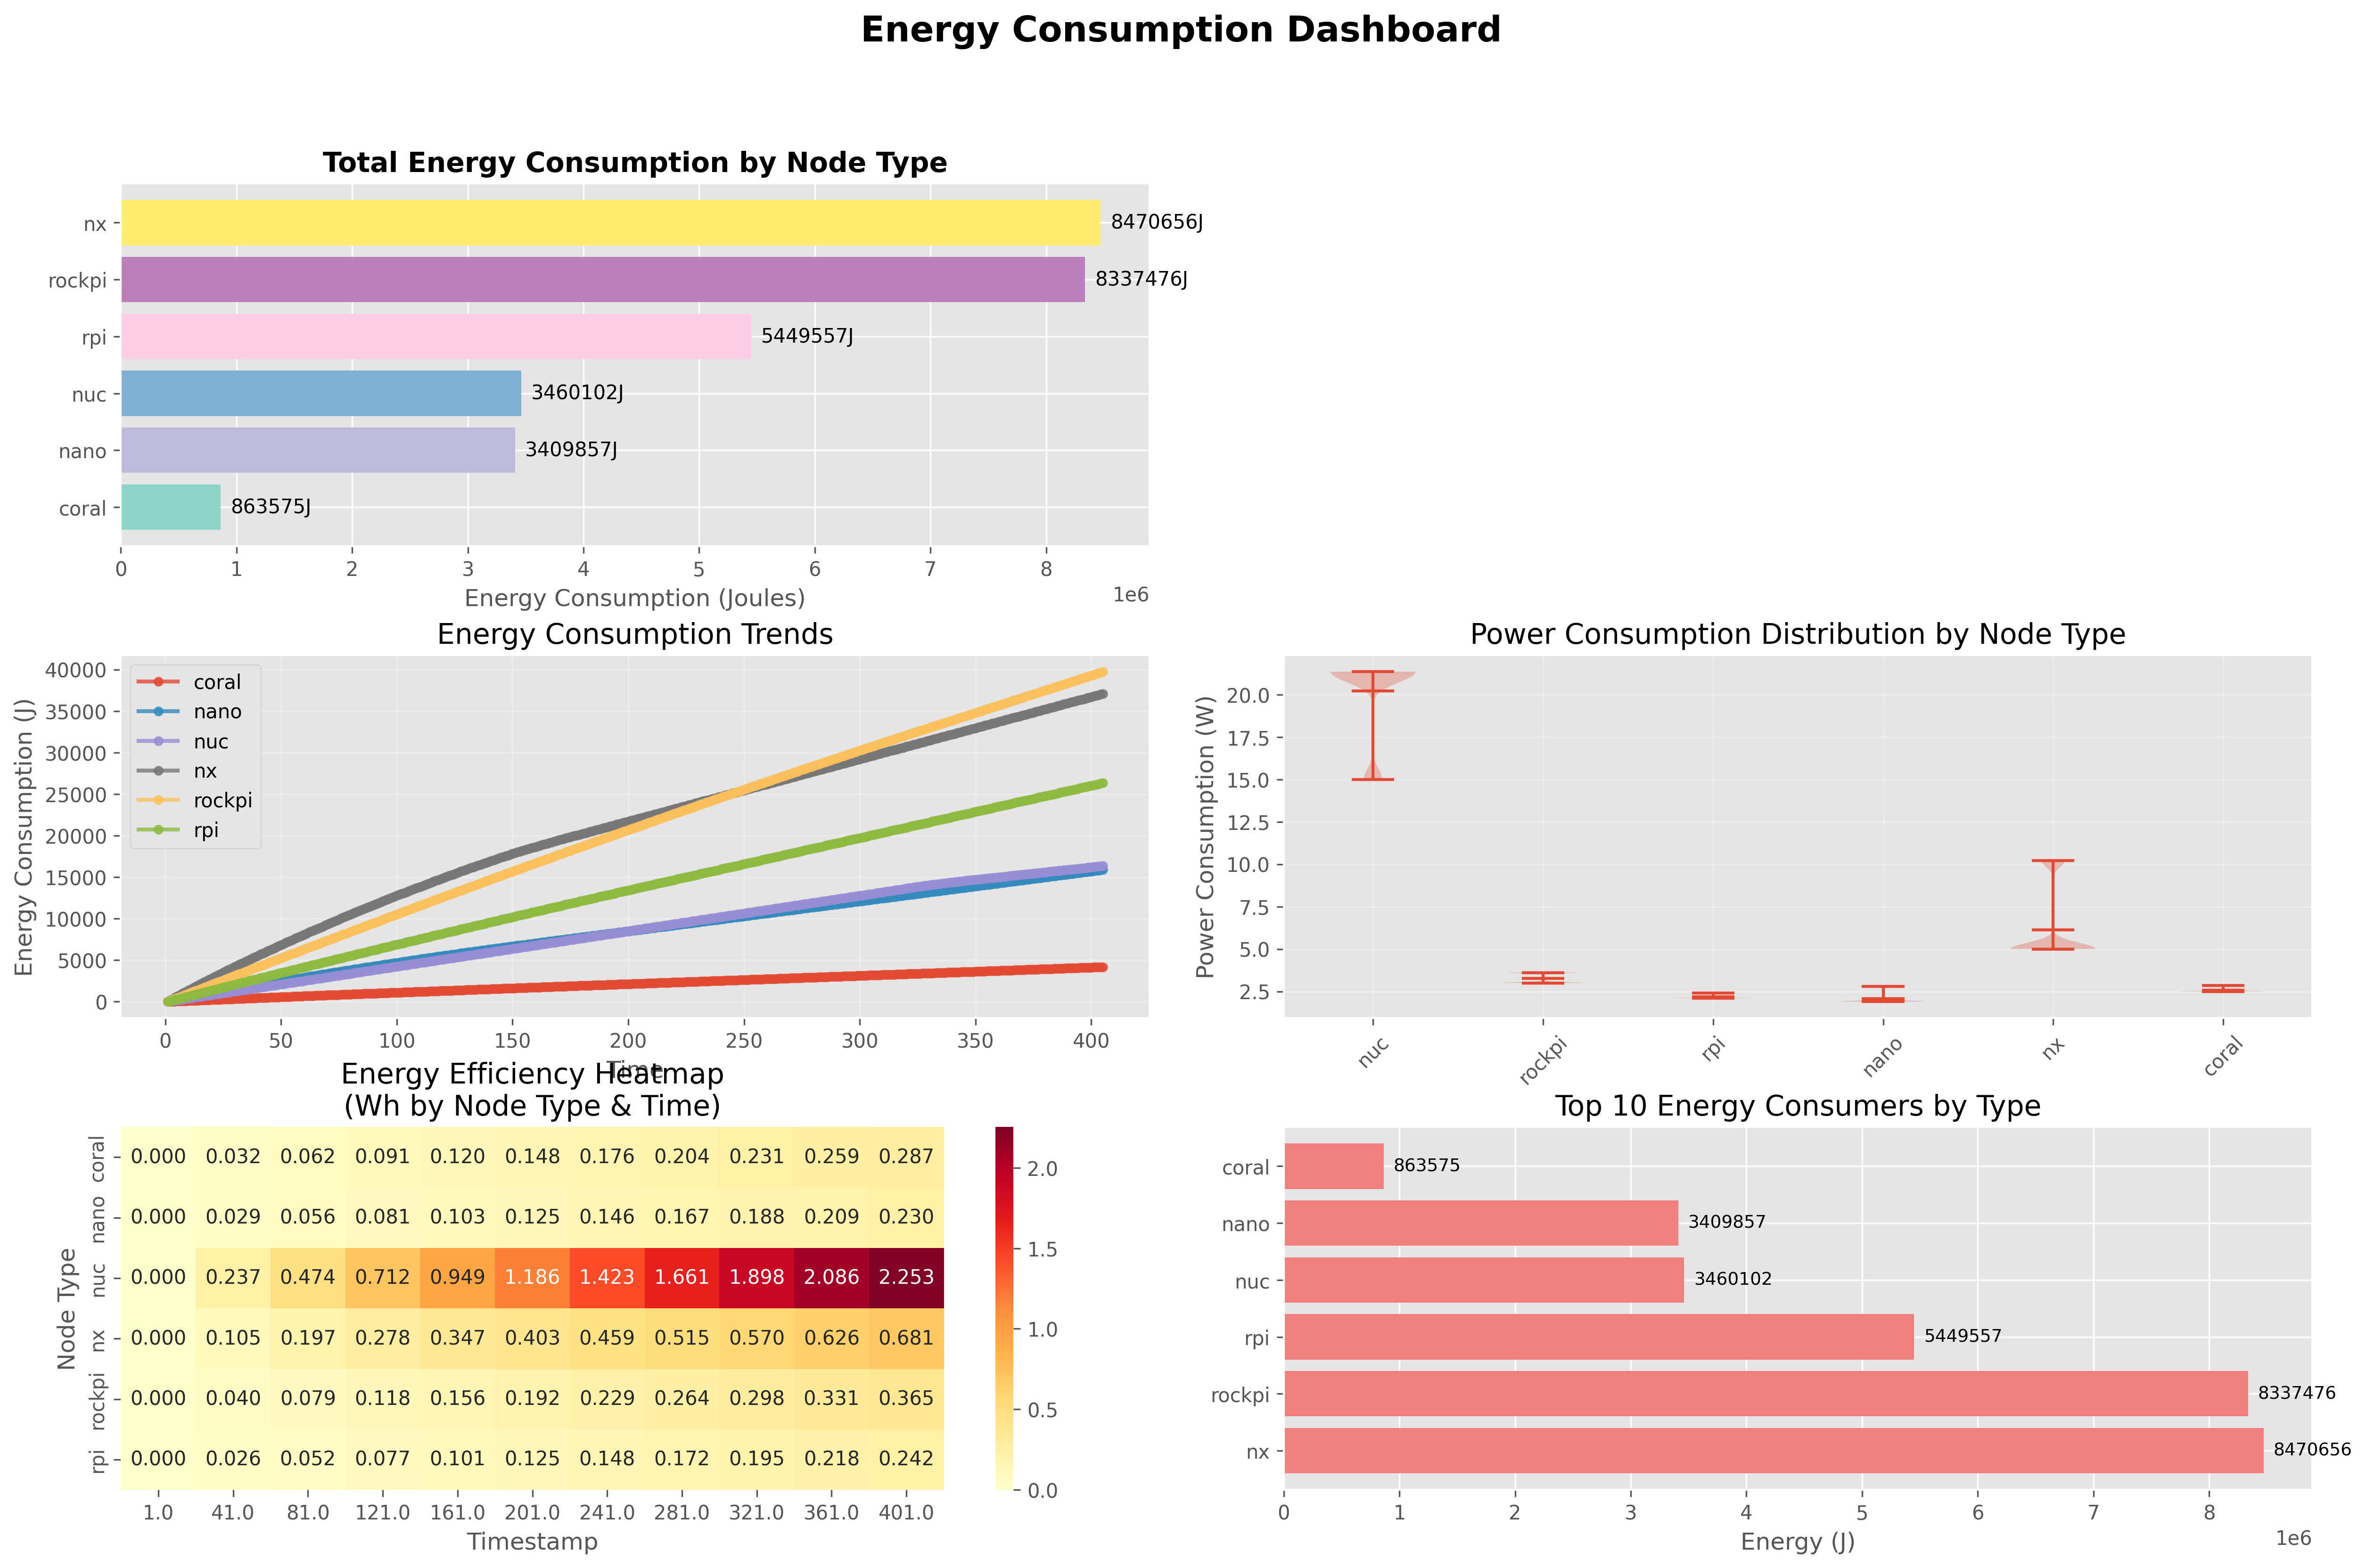 Energy Consumption Dashboard
Total Energy Consumption by Node Type
nx
8470656J
rockpi
8337476J
rpi
5449557J
nuc
3460102J
nano
3409857J
coral
863575J
0 1 2 3 4 5 6 7 8
Energy Consumption (Joules)
1e6
Energy Consumption Trends
Energy Consumption (J)
40000
35000
30000
25000
20000
15000
10000
5000
0
coral
nano
nuc
nx
rockpi
rpi
0 50 100 150 200 250 300 350 400
Time
Power Consumption Distribution by Node Type
Power Consumption (W)
20.0
17.5
15.0
12.5
10.0
7.5
5.0
2.5
nuc rockpi rpi nano nx coral
Energy Efficiency Heatmap
(Wh by Node Type & Time)
Node Type
coral 0.000 0.032 0.062 0.091 0.120 0.148 0.176 0.204 0.231 0.259 0.287
nano 0.000 0.029 0.056 0.081 0.103 0.125 0.146 0.167 0.188 0.209 0.230
nuc 0.000 0.237 0.474 0.712 0.949 1.186 1.423 1.661 1.898 2.086 2.253
nx 0.000 0.105 0.197 0.278 0.347 0.403 0.459 0.515 0.570 0.626 0.681
rockpi 0.000 0.040 0.079 0.118 0.156 0.192 0.229 0.264 0.298 0.331 0.365
rpi 0.000 0.026 0.052 0.077 0.101 0.125 0.148 0.172 0.195 0.218 0.242
1.0 41.0 81.0 121.0 161.0 201.0 241.0 281.0 321.0 361.0 401.0
Timestamp
2.0
1.5
1.0
0.5
0.0
Top 10 Energy Consumers by Type
coral
863575
nano
3409857
nuc
3460102
rpi
5449557
rockpi
8337476
nx
8470656
0 1 2 3 4 5 6 7 8
Energy (J)
1e6